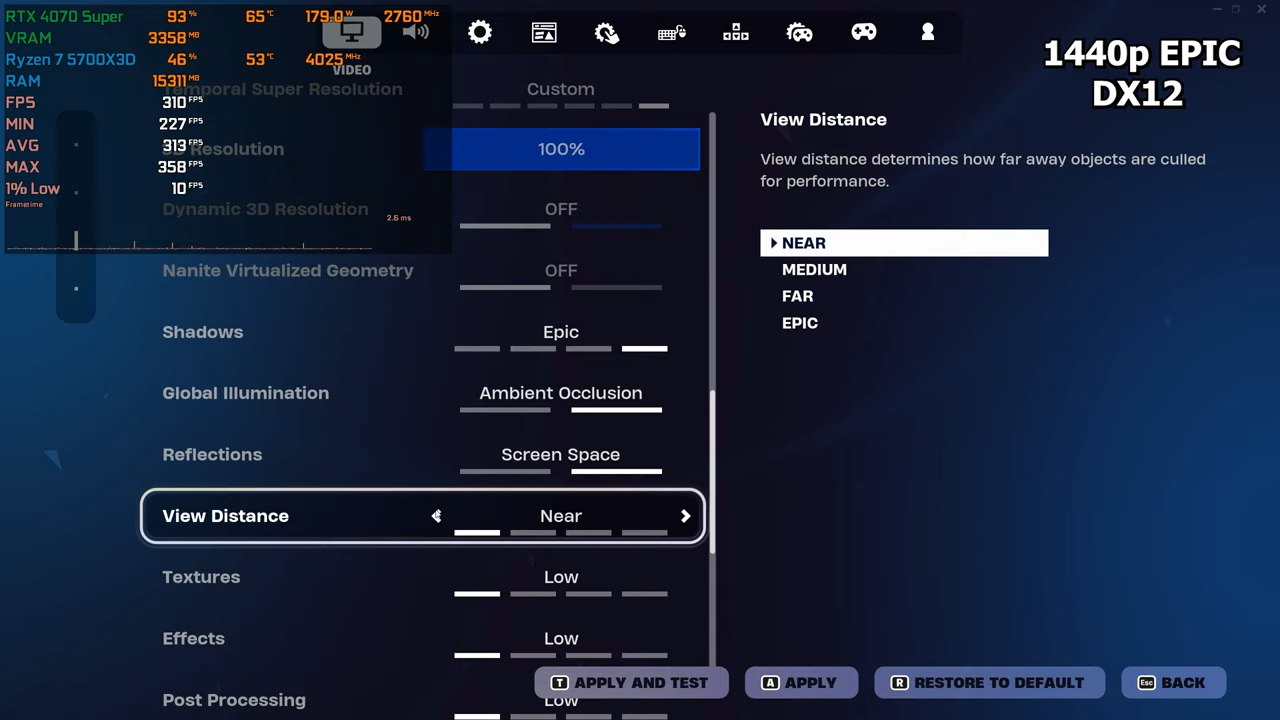 RTX 4070 Super 93 % 65 °C 179.0 W 2760 MHz
VRAM 3358 MB
Ryzen 7 5700X3D 46 % 53 °C 4025 MHz
RAM 15311 MB
FPS 310 FPS
MIN 227 FPS
AVG 313 FPS
MAX 358 FPS
1% Low 10 FPS
Frametime
2.6 ms
VIDEO
1440p EPIC
DX12
Temporal Super Resolution Custom
3D Resolution 100%
Dynamic 3D Resolution OFF
Nanite Virtualized Geometry OFF
Shadows Epic
Global Illumination Ambient Occlusion
Reflections Screen Space
View Distance Near
Textures Low
Effects Low
Post Processing Low
View Distance
View distance determines how far away objects are culled
for performance.
NEAR
MEDIUM
FAR
EPIC
T APPLY AND TEST
A APPLY
R RESTORE TO DEFAULT
Esc BACK